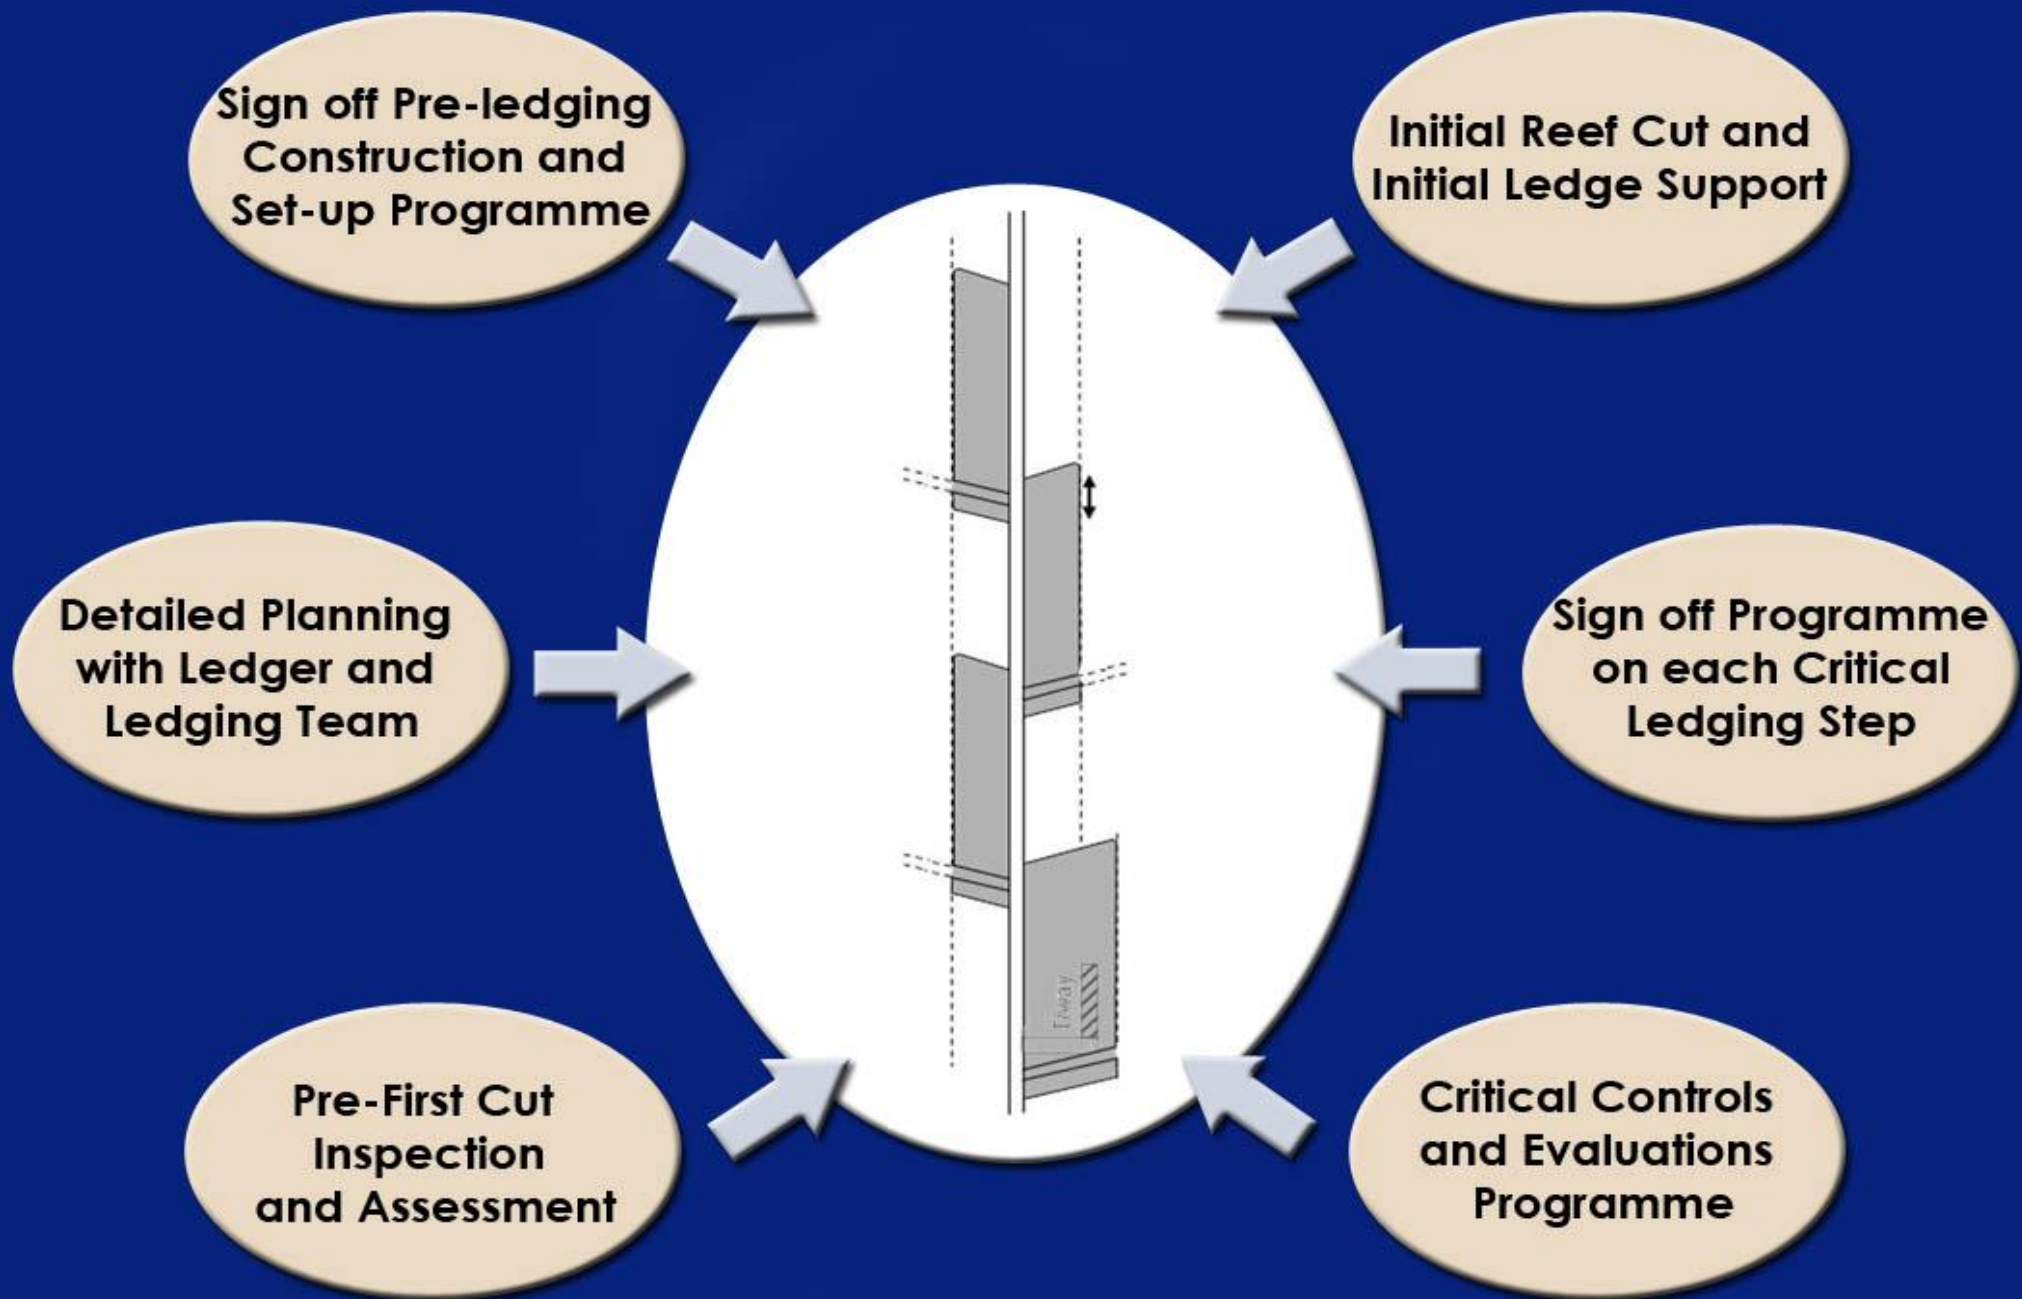 Sign off Pre-ledging
Construction and
Set-up Programme
Initial Reef Cut and
Initial Ledge Support
Detailed Planning
with Ledger and
Ledging Team
Sign off Programme
on each Critical
Ledging Step
Pre-First Cut
Inspection
and Assessment
Critical Controls
and Evaluations
Programme
T/way